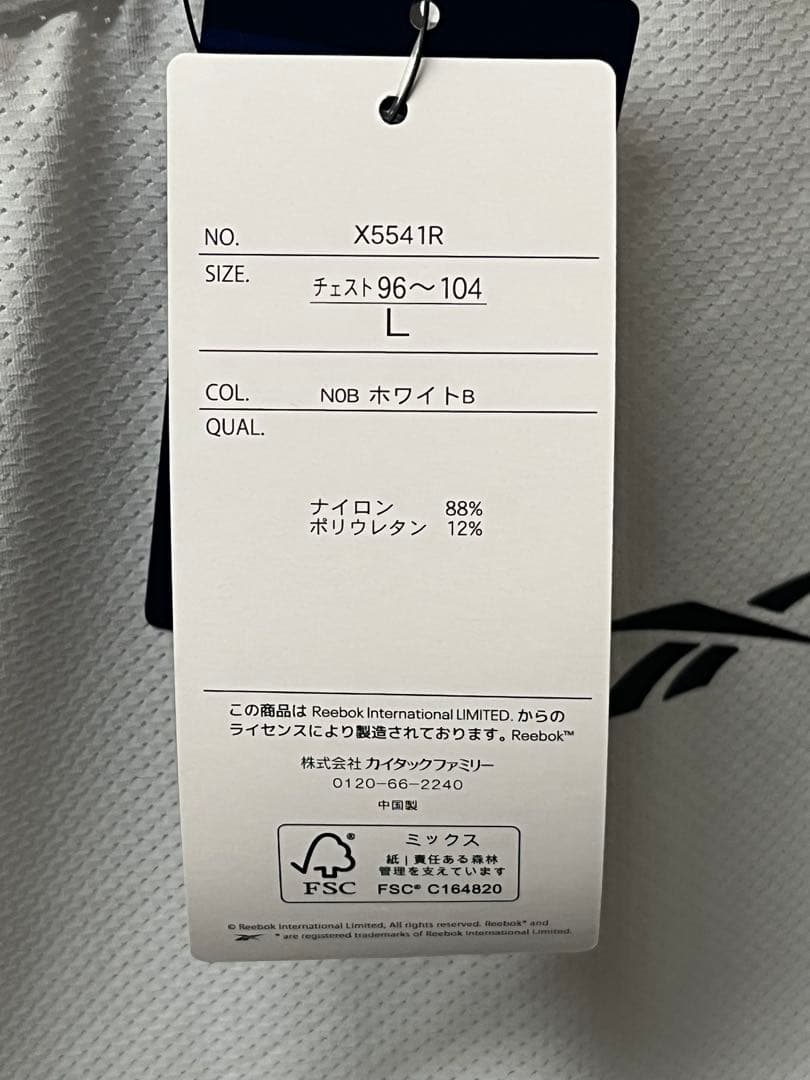 NO. X5541R
SIZE. チェスト96～104
L
COL. N0B ホワイトB
QUAL.
ナイロン 88%
ポリウレタン 12%
この商品は Reebok International LIMITED. からの
ライセンスにより製造されております。Reebok™
株式会社 カイタックファミリー
0120-66-2240
中国製
ミックス
紙 | 責任ある森林
管理を支えています
FSC® C164820
FSC ®
© Reebok International Limited. All rights reserved. Reebok® and
® are registered trademarks of Reebok International Limited.